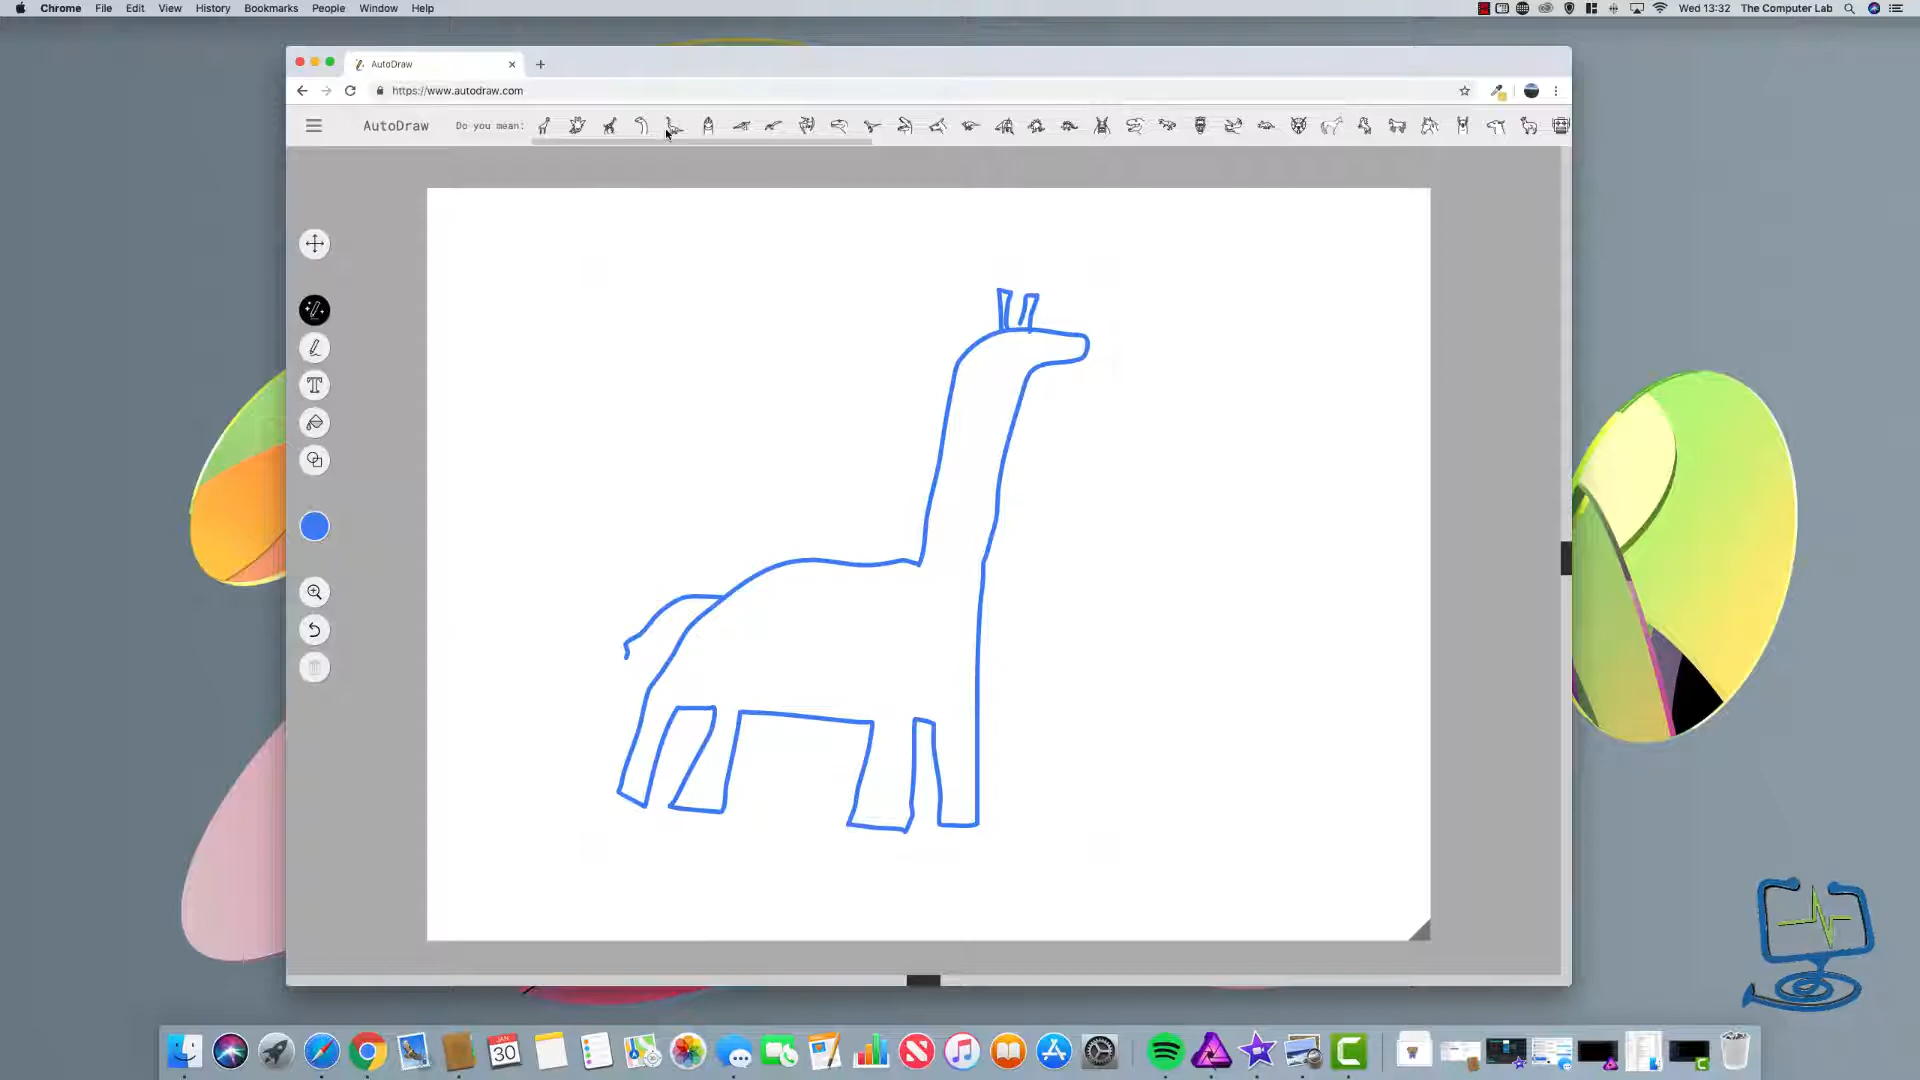 Chrome File Edit View History Bookmarks People Window Help Wed 13:32 The Computer Lab
AutoDraw
https://www.autodraw.com
AutoDraw Do you mean:
T
JAN
30